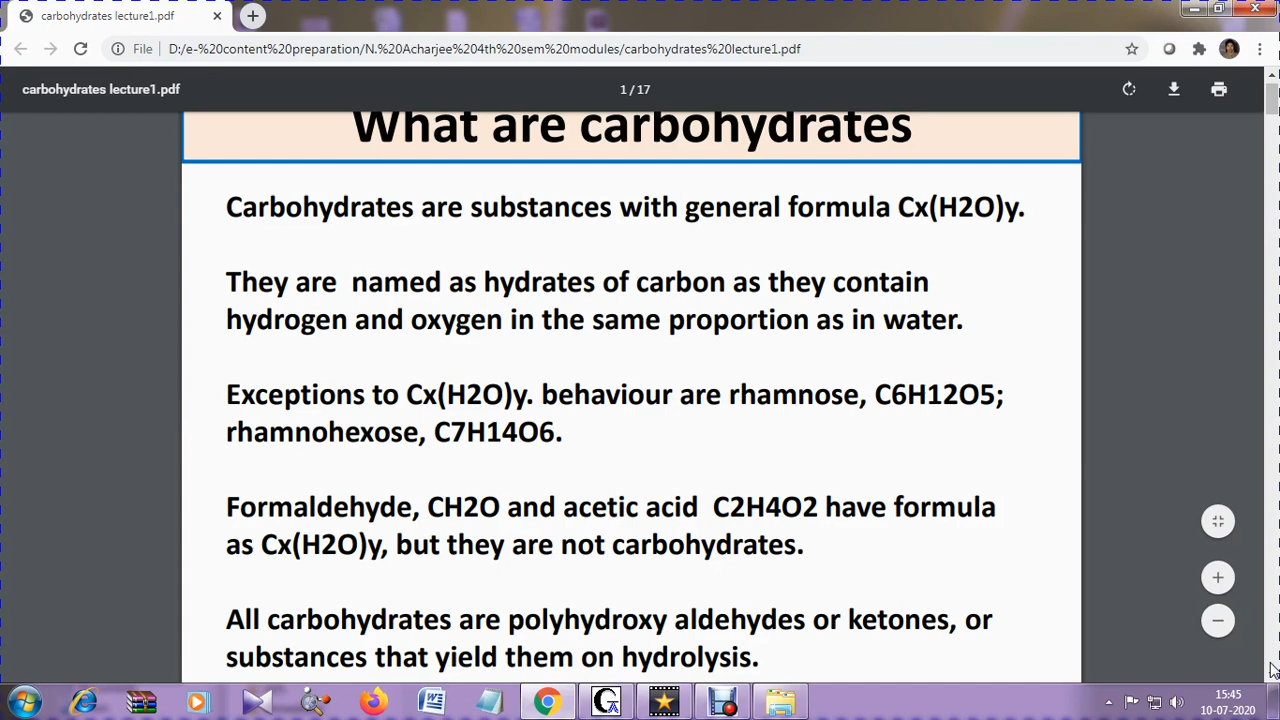 carbohydrates lecture1.pdf
File D:/e-%20content%20preparation/N.%20Acharjee%204th%20sem%20modules/carbohydrates%20lecture1.pdf
carbohydrates lecture1.pdf 1 / 17
What are carbohydrates
Carbohydrates are substances with general formula Cx(H2O)y.
They are named as hydrates of carbon as they contain
hydrogen and oxygen in the same proportion as in water.
Exceptions to Cx(H2O)y. behaviour are rhamnose, C6H12O5;
rhamnohexose, C7H14O6.
Formaldehyde, CH2O and acetic acid C2H4O2 have formula
as Cx(H2O)y, but they are not carbohydrates.
All carbohydrates are polyhydroxy aldehydes or ketones, or
substances that yield them on hydrolysis.
15:45
10-07-2020